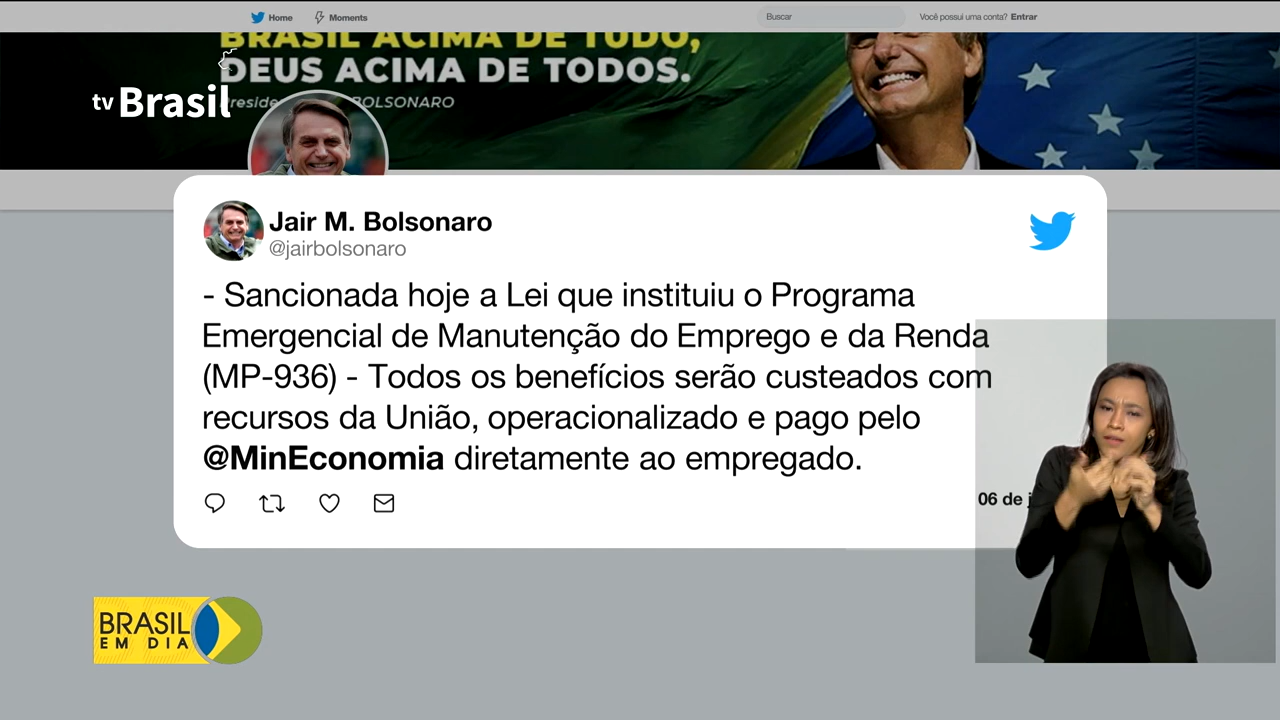 Home
Moments
Buscar
Você possui uma conta? Entrar
BRASIL ACIMA DE TUDO,
DEUS ACIMA DE TODOS.
BOLSONARO
tv Brasil
Jair M. Bolsonaro
@jairbolsonaro
- Sancionada hoje a Lei que instituiu o Programa
Emergencial de Manutenção do Emprego e da Renda
(MP-936) - Todos os benefícios serão custeados com
recursos da União, operacionalizado e pago pelo
@MinEconomia diretamente ao empregado.
06 de
BRASIL
EM DIA